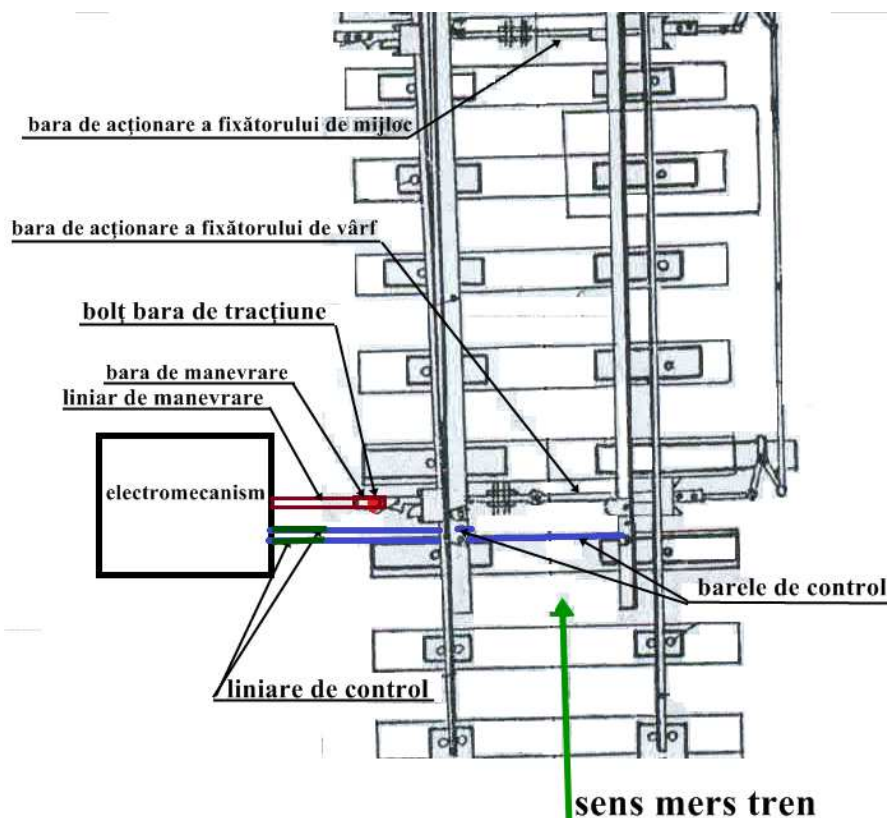 bara de acționare a fixătorului de mijloc
bara de acționare a fixătorului de vârf
bolț bara de tracțiune
bara de manevrare
liniar de manevrare
electromecanism
barele de control
liniare de control
sens mers tren